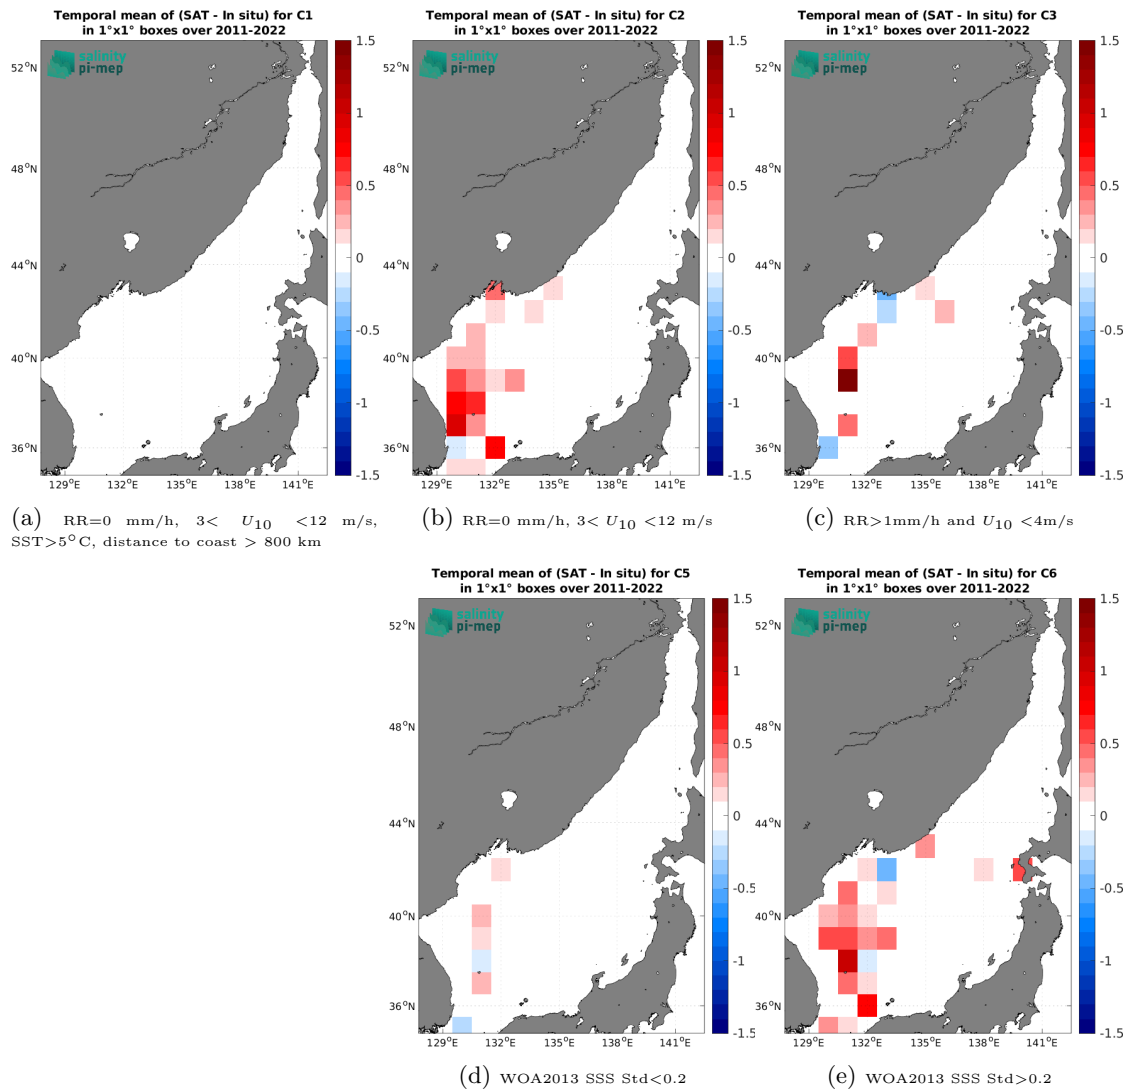 Temporal mean of (SAT - In situ) for C1
in 1°x1° boxes over 2011-2022
salinity
pi-mep
52°N
48°N
44°N
40°N
36°N
129°E 132°E 135°E 138°E 141°E
1.5
1
0.5
0
-0.5
-1
-1.5
(a) RR=0 mm/h, 3< U10 <12 m/s,
SST>5°C, distance to coast > 800 km
Temporal mean of (SAT - In situ) for C2
in 1°x1° boxes over 2011-2022
salinity
pi-mep
52°N
48°N
44°N
40°N
36°N
129°E 132°E 135°E 138°E 141°E
1.5
1
0.5
0
-0.5
-1
-1.5
(b) RR=0 mm/h, 3< U10 <12 m/s
Temporal mean of (SAT - In situ) for C3
in 1°x1° boxes over 2011-2022
salinity
pi-mep
52°N
48°N
44°N
40°N
36°N
129°E 132°E 135°E 138°E 141°E
1.5
1
0.5
0
-0.5
-1
-1.5
(c) RR>1mm/h and U10 <4m/s
Temporal mean of (SAT - In situ) for C5
in 1°x1° boxes over 2011-2022
salinity
pi-mep
52°N
48°N
44°N
40°N
36°N
129°E 132°E 135°E 138°E 141°E
1.5
1
0.5
0
-0.5
-1
-1.5
(d) WOA2013 SSS Std<0.2
Temporal mean of (SAT - In situ) for C6
in 1°x1° boxes over 2011-2022
salinity
pi-mep
52°N
48°N
44°N
40°N
36°N
129°E 132°E 135°E 138°E 141°E
1.5
1
0.5
0
-0.5
-1
-1.5
(e) WOA2013 SSS Std>0.2